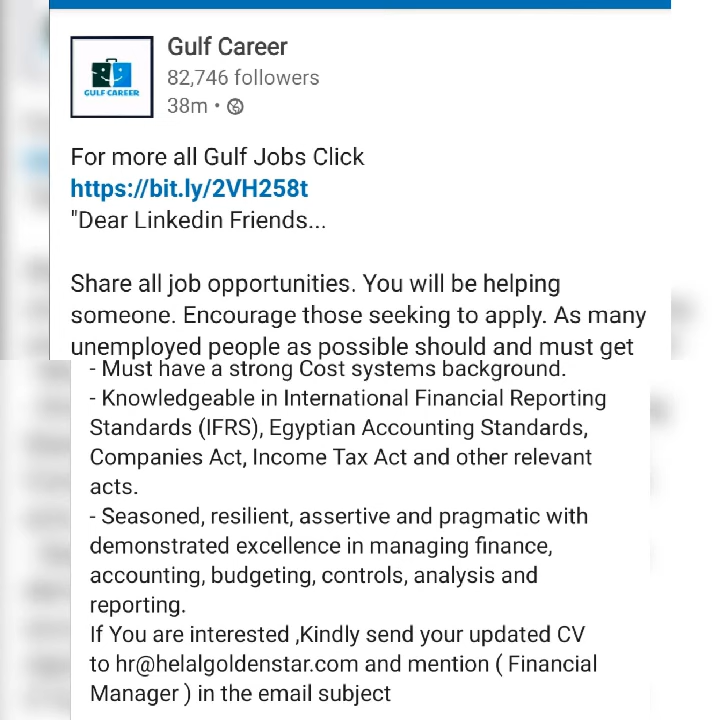 GULF CAREER
Gulf Career
82,746 followers
38m •
For more all Gulf Jobs Click
https://bit.ly/2VH258t
"Dear Linkedin Friends...
Share all job opportunities. You will be helping
someone. Encourage those seeking to apply. As many
unemployed people as possible should and must get
- Must have a strong Cost systems background.
- Knowledgeable in International Financial Reporting
Standards (IFRS), Egyptian Accounting Standards,
Companies Act, Income Tax Act and other relevant
acts.
- Seasoned, resilient, assertive and pragmatic with
demonstrated excellence in managing finance,
accounting, budgeting, controls, analysis and
reporting.
If You are interested ,Kindly send your updated CV
to hr@helalgoldenstar.com and mention ( Financial
Manager ) in the email subject